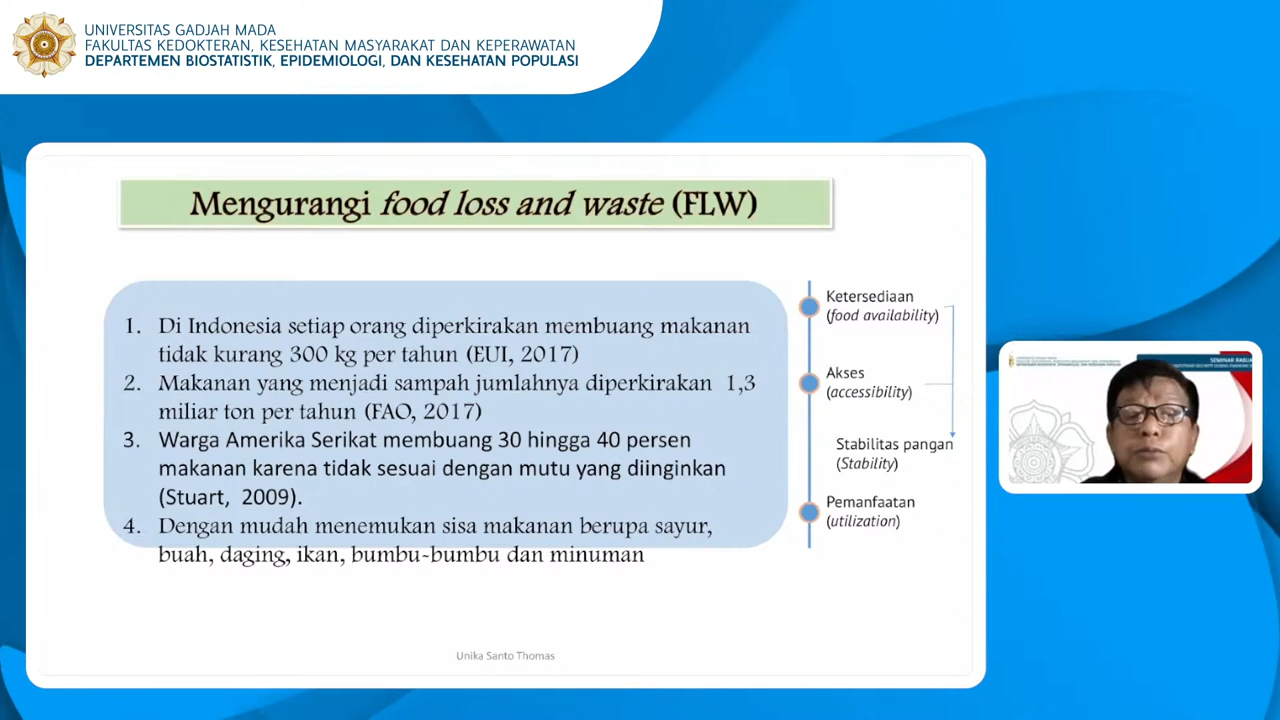 UNIVERSITAS GADJAH MADA
FAKULTAS KEDOKTERAN, KESEHATAN MASYARAKAT DAN KEPERAWATAN
DEPARTEMEN BIOSTATISTIK, EPIDEMIOLOGI, DAN KESEHATAN POPULASI
Mengurangi food loss and waste (FLW)
1. Di Indonesia setiap orang diperkirakan membuang makanan
tidak kurang 300 kg per tahun (EUI, 2017)
2. Makanan yang menjadi sampah jumlahnya diperkirakan 1,3
miliar ton per tahun (FAO, 2017)
3. Warga Amerika Serikat membuang 30 hingga 40 persen
makanan karena tidak sesuai dengan mutu yang diinginkan
(Stuart, 2009).
4. Dengan mudah menemukan sisa makanan berupa sayur,
buah, daging, ikan, bumbu-bumbu dan minuman
Ketersediaan
(food availability)
Akses
(accessibility)
Stabilitas pangan
(Stability)
Pemanfaatan
(utilization)
Unika Santo Thomas
SEMINAR